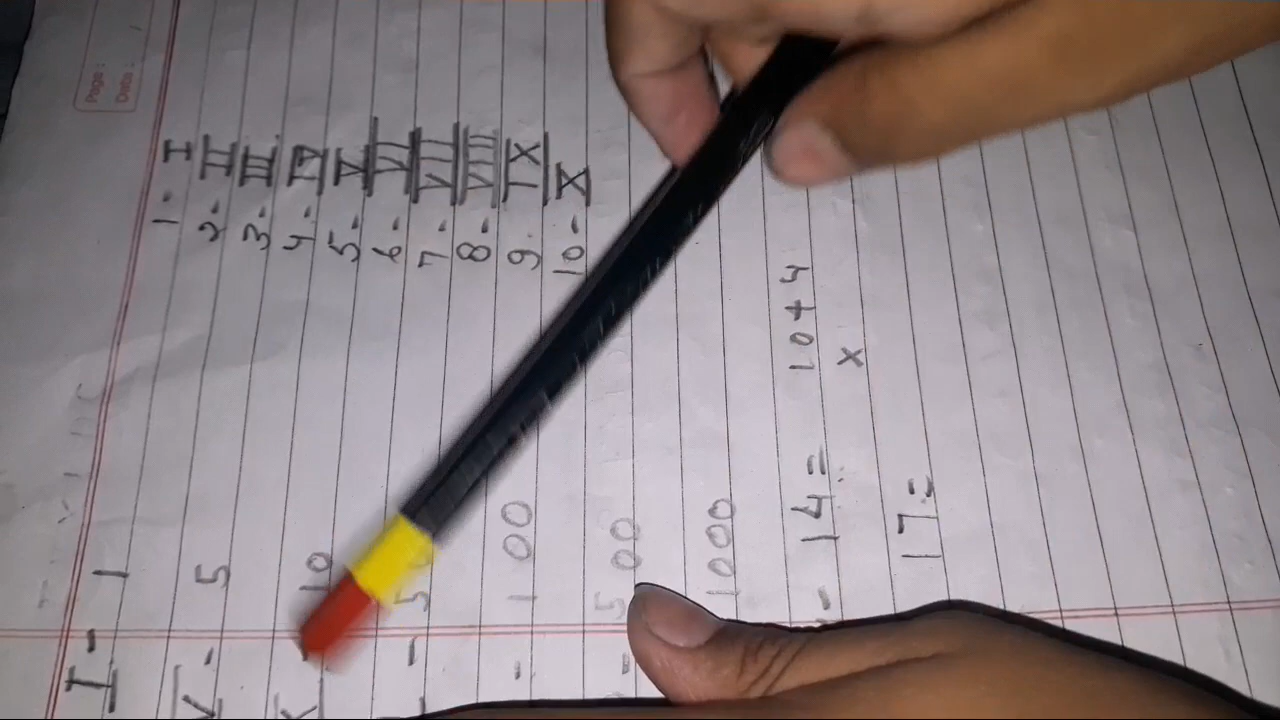 Page :
Date :
I - 1
V - 5
X - 10
- 5
- 100
- 500
1000
1 - I
2 - II
3 - III
4 - IV
5 - V
6 - VI
7 - VII
8 - VIII
9 - IX
10 - X
- 14 = 10 + 4
X
17 =